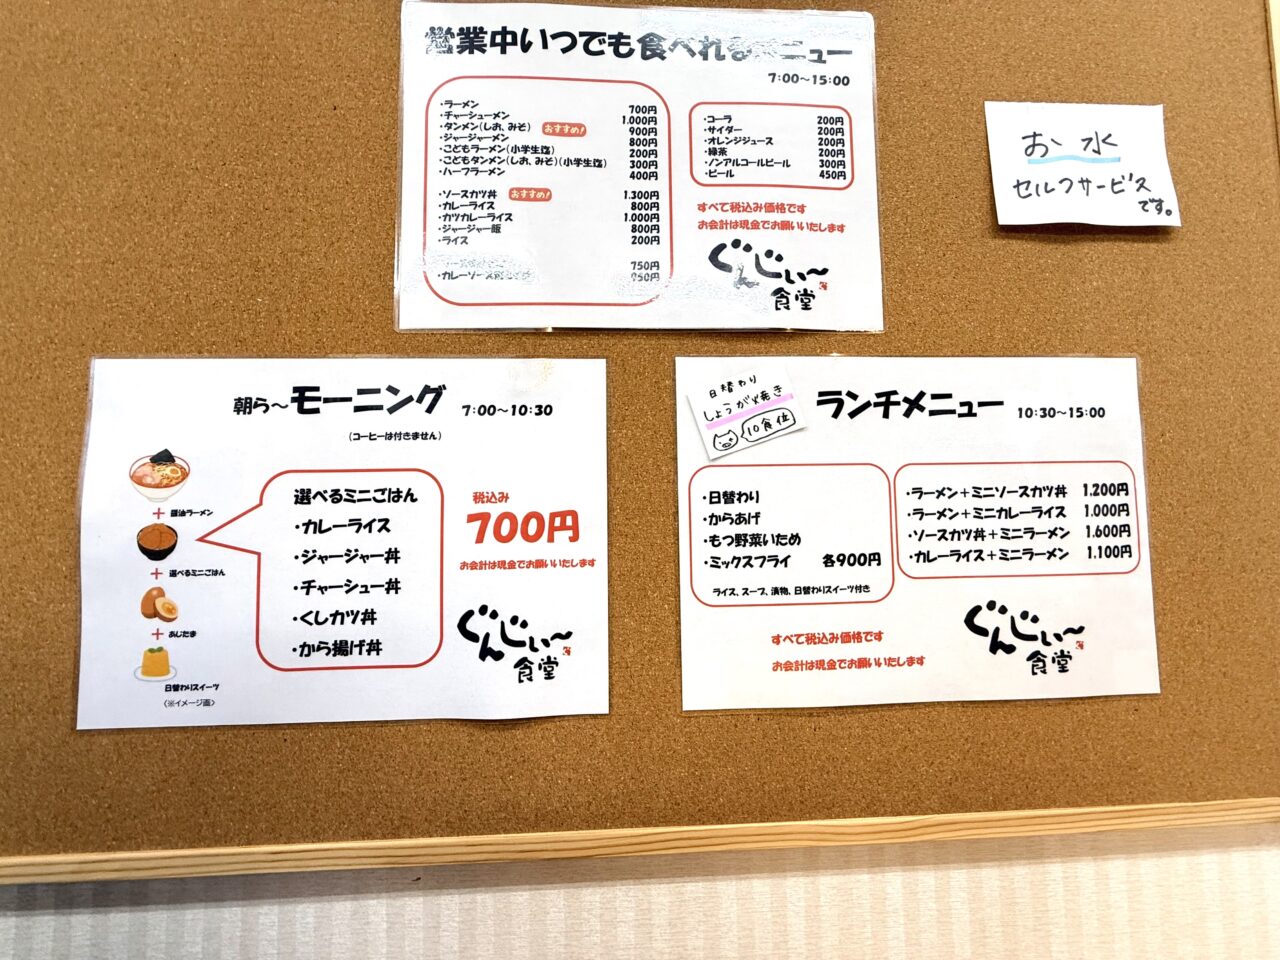 営業中いつでも食べれるメニュー
7:00～15:00
・ラーメン 700円
・チャーシューメン 1.000円
・タンメン(しお、みそ) おすすめ! 900円
・ジャージャーメン 800円
・こどもラーメン(小学生迄) 200円
・こどもタンメン(しお、みそ)(小学生迄) 300円
・ハーフラーメン 400円
・ソースカツ丼 おすすめ! 1.300円
・カレーライス 800円
・カツカレーライス 1.000円
・ジャージャー飯 800円
・ライス 200円
750円
・カレーソース
・コーラ 200円
・サイダー 200円
・オレンジジュース 200円
・緑茶 200円
・ノンアルコールビール 300円
・ビール 450円
すべて税込み価格です
お会計は現金でお願いいたします
ぐんじぃ～
食堂
お水
セルフサービス
です。
朝ら～モーニング 7:00～10:30
(コーヒーは付きません)
+ 醤油ラーメン
+ 選べるミニごはん
+ あじたま
日替わりスイーツ
(※イメージ画)
選べるミニごはん
・カレーライス
・ジャージャー丼
・チャーシュー丼
・くしカツ丼
・から揚げ丼
税込み
700円
お会計は現金でお願いいたします
ぐんじぃ～
食堂
日替わり
しょうが焼き
10食位
ランチメニュー 10:30～15:00
・日替わり
・からあげ
・もつ野菜いため
・ミックスフライ 各900円
ライス、スープ、漬物、日替わりスイーツ付き
・ラーメン+ミニソースカツ丼 1.200円
・ラーメン+ミニカレーライス 1.000円
・ソースカツ丼+ミニラーメン 1.600円
・カレーライス+ミニラーメン 1.100円
すべて税込み価格です
お会計は現金でお願いいたします
ぐんじぃ～
食堂